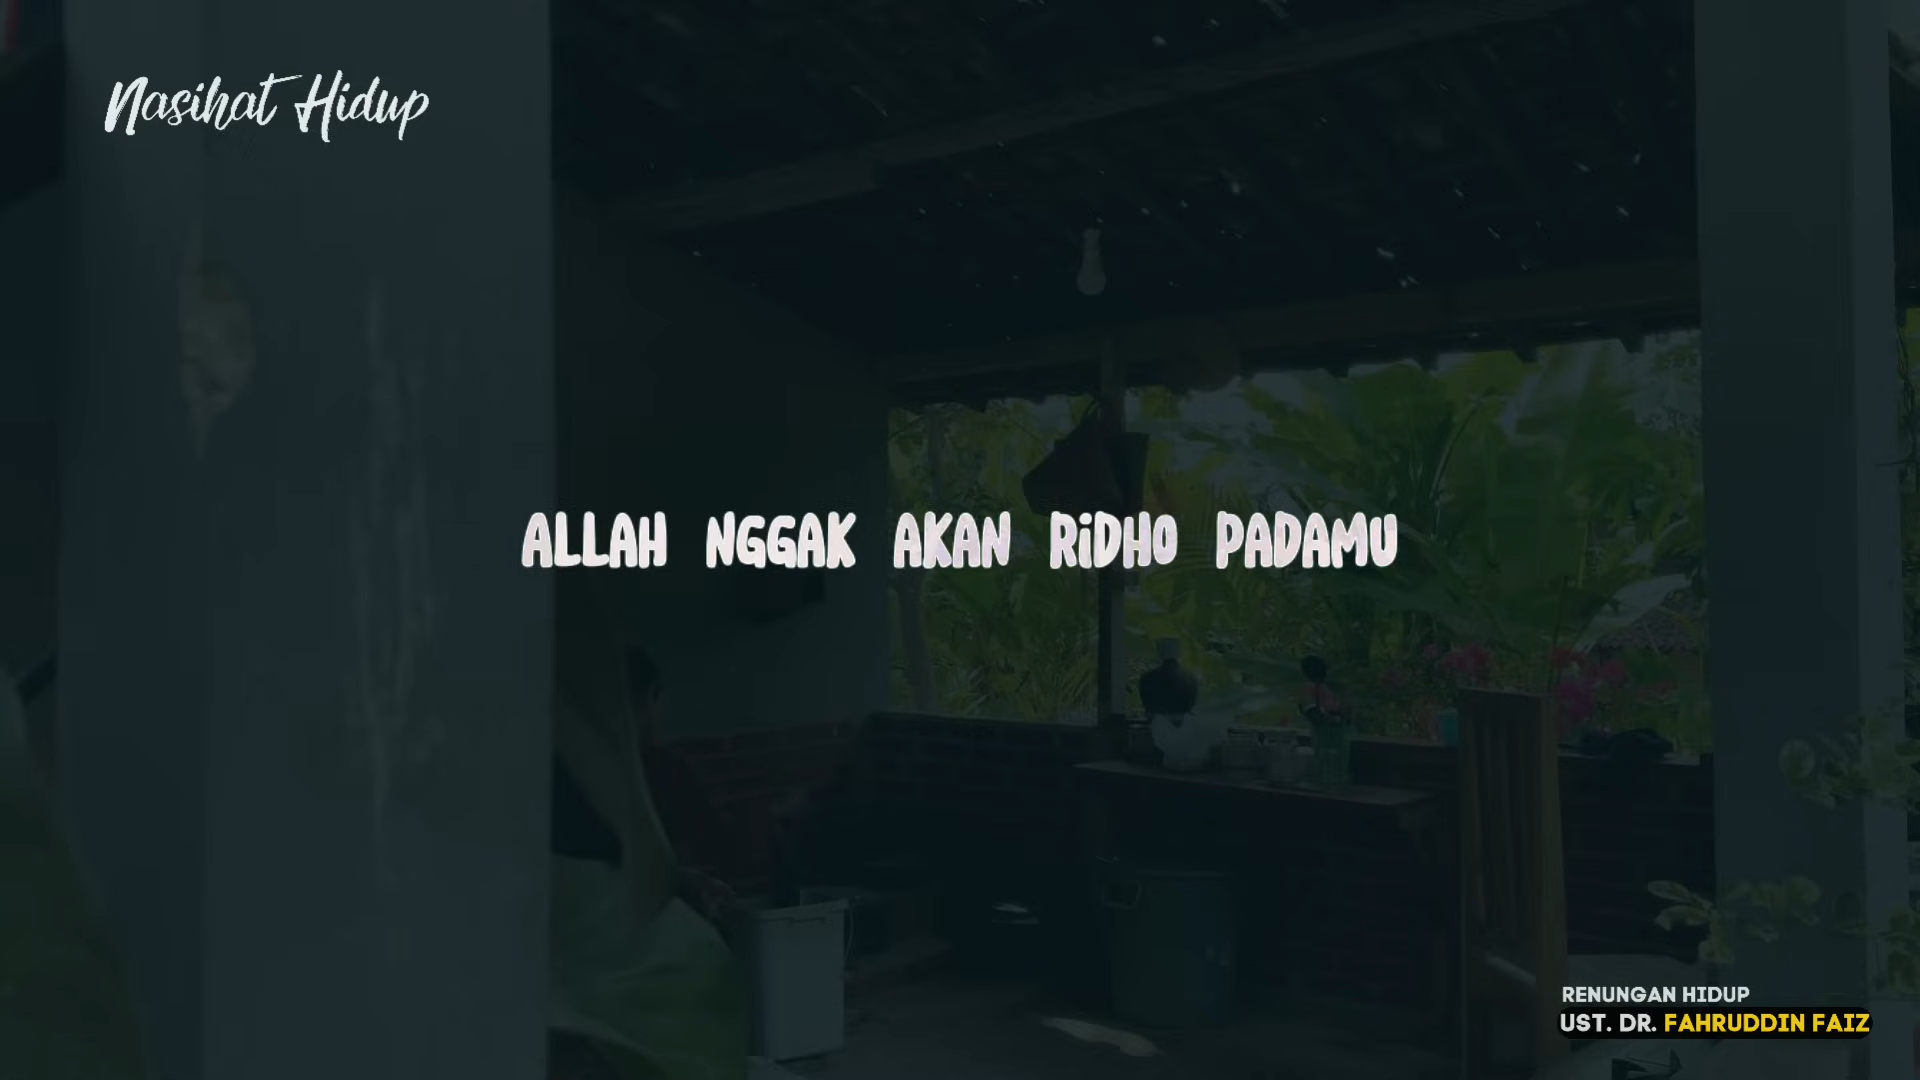 Nasihat Hidup
ALLAH NGGAK AKAN RiDHO PADAMU
RENUNGAN HIDUP
UST. DR. FAHRUDDIN FAIZ